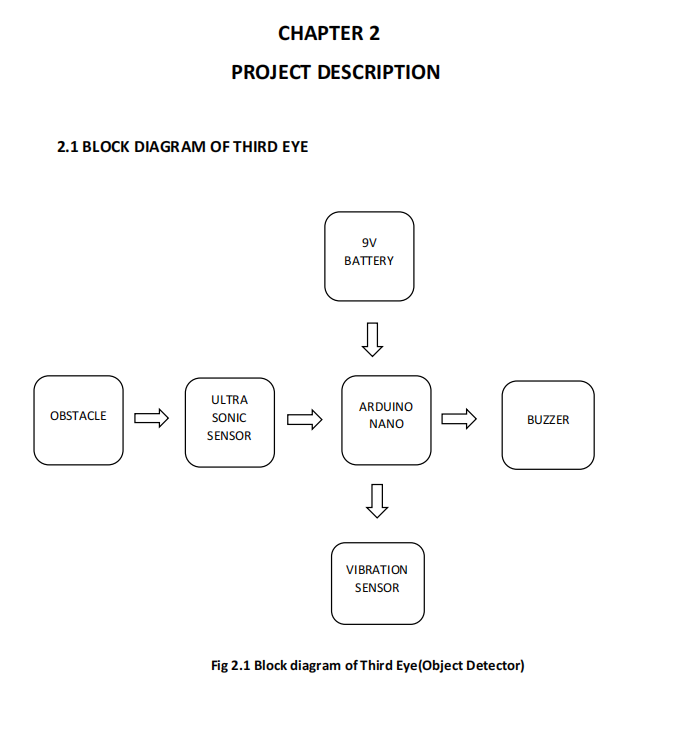 CHAPTER 2
PROJECT DESCRIPTION
2.1 BLOCK DIAGRAM OF THIRD EYE
9V
BATTERY
OBSTACLE
ULTRA
SONIC
SENSOR
ARDUINO
NANO
BUZZER
VIBRATION
SENSOR
Fig 2.1 Block diagram of Third Eye(Object Detector)